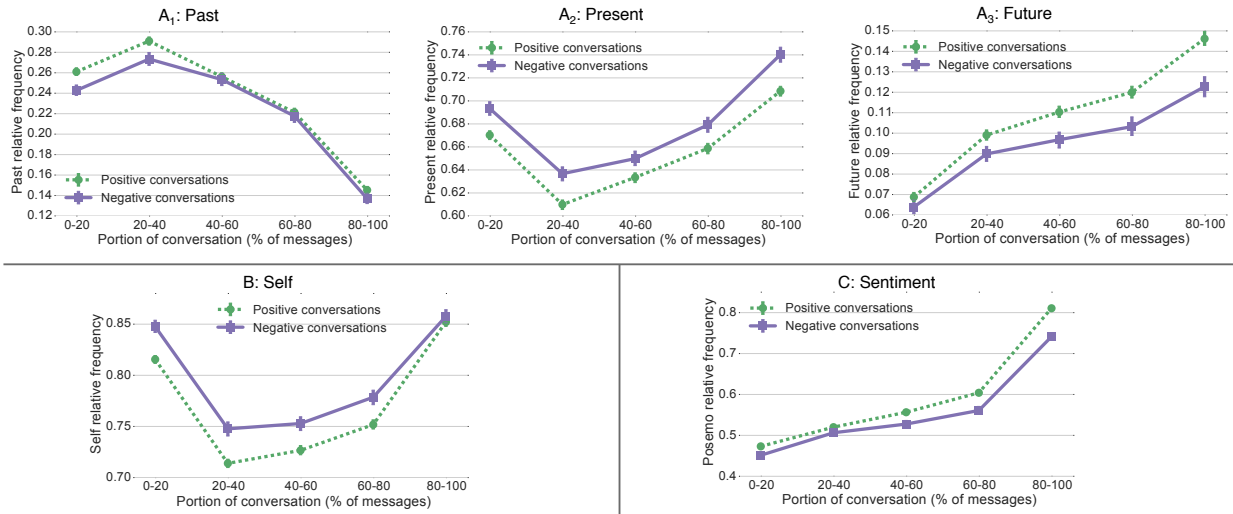 A₁: Past
Past relative frequency
0.30
0.28
0.26
0.24
0.22
0.20
0.18
0.16
0.14
0.12
Positive conversations
Negative conversations
0-20 20-40 40-60 60-80 80-100
Portion of conversation (% of messages)
A₂: Present
Present relative frequency
0.76
0.74
0.72
0.70
0.68
0.66
0.64
0.62
0.60
Positive conversations
Negative conversations
0-20 20-40 40-60 60-80 80-100
Portion of conversation (% of messages)
A₃: Future
Future relative frequency
0.15
0.14
0.13
0.12
0.11
0.10
0.09
0.08
0.07
0.06
Positive conversations
Negative conversations
0-20 20-40 40-60 60-80 80-100
Portion of conversation (% of messages)
B: Self
Self relative frequency
0.85
0.80
0.75
0.70
Positive conversations
Negative conversations
0-20 20-40 40-60 60-80 80-100
Portion of conversation (% of messages)
C: Sentiment
Posemo relative frequency
0.8
0.7
0.6
0.5
0.4
Positive conversations
Negative conversations
0-20 20-40 40-60 60-80 80-100
Portion of conversation (% of messages)